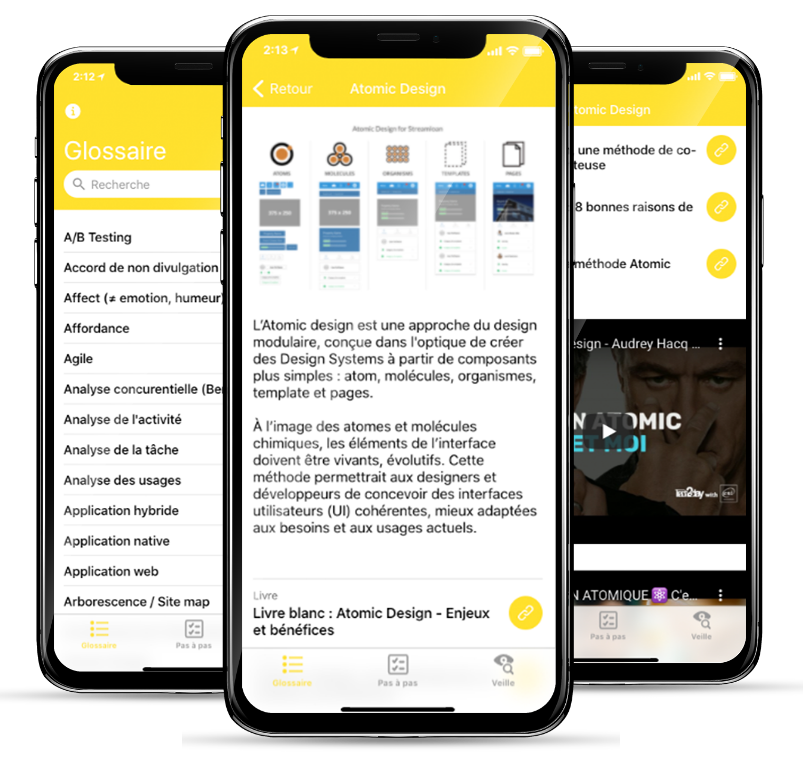 2:12
Glossaire
Recherche
A/B Testing
Accord de non divulgation
Affect (≠ emotion, humeur)
Affordance
Agile
Analyse concurentielle (Be
Analyse de l'activité
Analyse de la tâche
Analyse des usages
Application hybride
Application native
Application web
Arborescence / Site map
Glossaire
Pas à pas
2:13
Retour
Atomic Design
Atomic Design for Streamlean
ATOMS
MOLECULES
ORGANISMS
TEMPLATES
PAGES
375 x 250
375 x 250
L'Atomic design est une approche du design
modulaire, conçue dans l'optique de créer
des Design Systems à partir de composants
plus simples : atom, molécules, organismes,
template et pages.
À l'image des atomes et molécules
chimiques, les éléments de l'interface
doivent être vivants, évolutifs. Cette
méthode permettrait aux designers et
développeurs de concevoir des interfaces
utilisateurs (UI) cohérentes, mieux adaptées
aux besoins et aux usages actuels.
Livre
Livre blanc : Atomic Design - Enjeux
et bénéfices
Glossaire
Pas à pas
Veille
tomic Design
une méthode de co-
teuse
8 bonnes raisons de
méthode Atomic
esign - Audrey Hacq ...
N ATOMIC
ET MOI
with
N ATOMIQUE ⚛ C'e...
Pas à pas
Veille